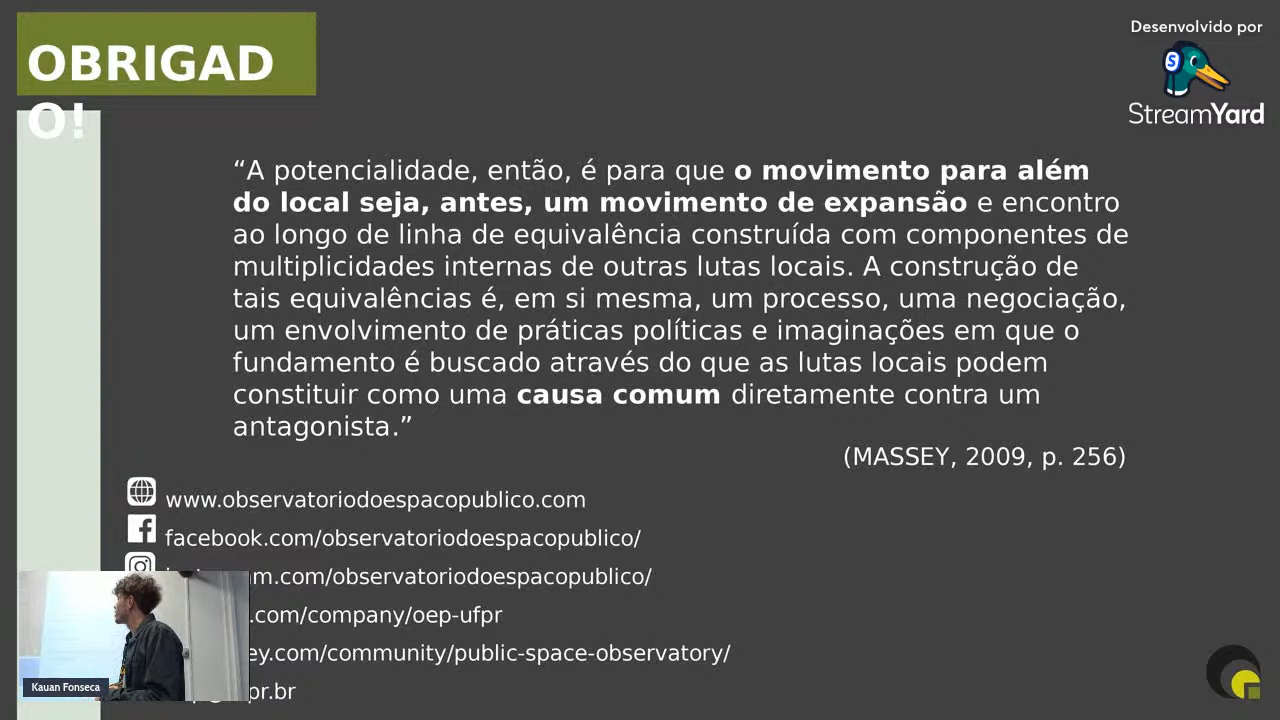 OBRIGAD
O!
Desenvolvido por
StreamYard
“A potencialidade, então, é para que o movimento para além
do local seja, antes, um movimento de expansão e encontro
ao longo de linha de equivalência construída com componentes de
multiplicidades internas de outras lutas locais. A construção de
tais equivalências é, em si mesma, um processo, uma negociação,
um envolvimento de práticas políticas e imaginações em que o
fundamento é buscado através do que as lutas locais podem
constituir como uma causa comum diretamente contra um
antagonista.”
(MASSEY, 2009, p. 256)
www.observatoriodoespacopublico.com
facebook.com/observatoriodoespacopublico/
m.com/observatoriodoespacopublico/
.com/company/oep-ufpr
ey.com/community/public-space-observatory/
pr.br
Kauan Fonseca